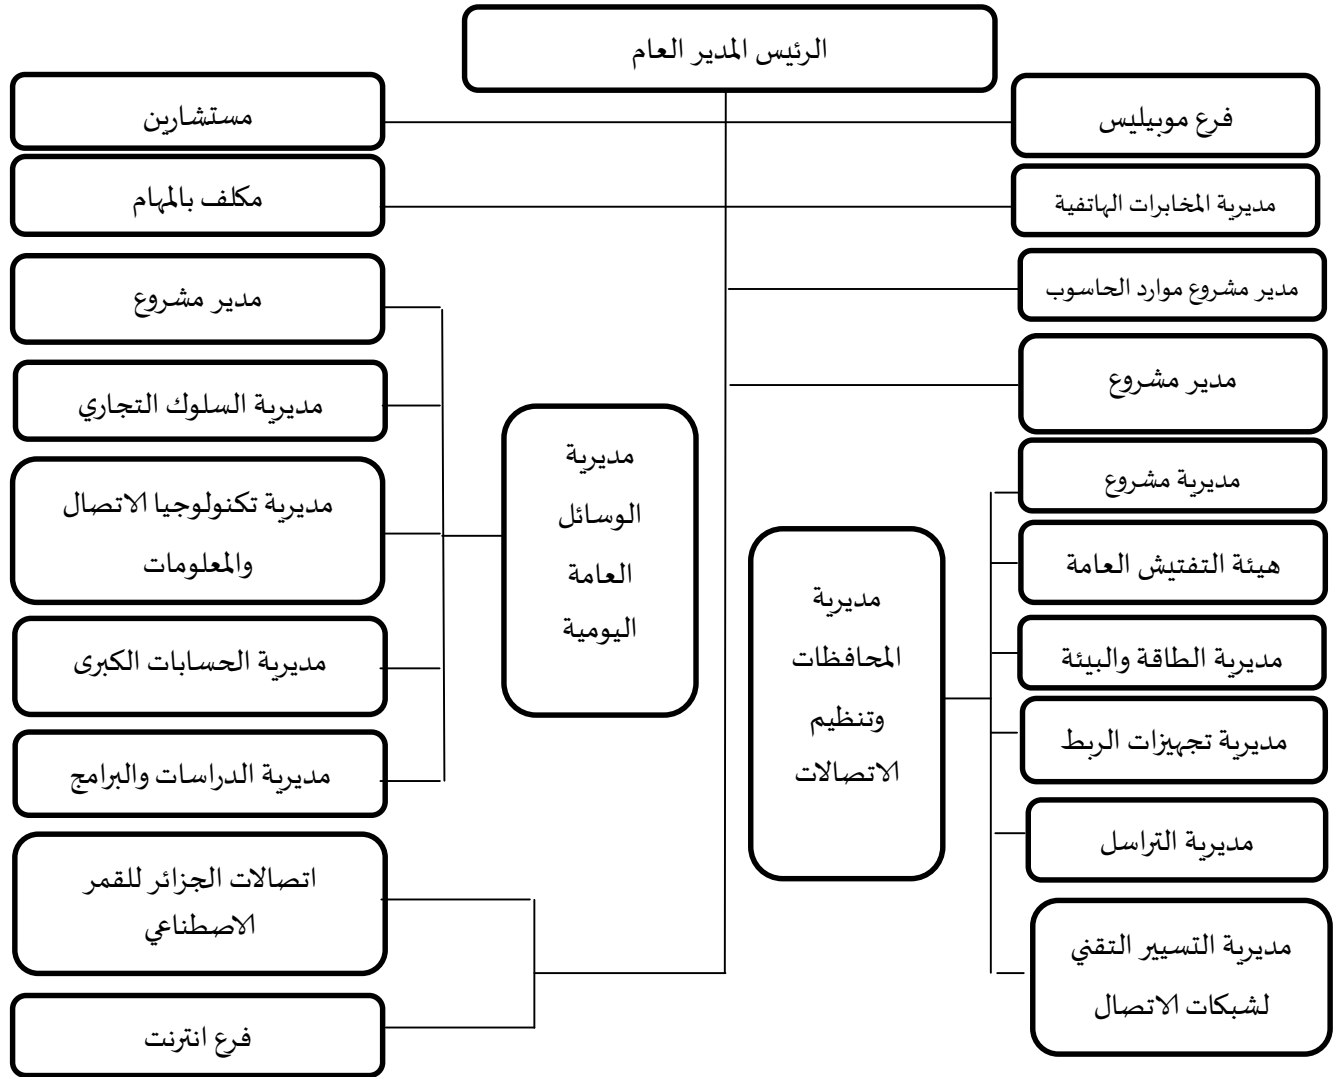 الرئيس المدير العام
فرع موبيليس
مستشارين
مديرية المخابرات الهاتفية
مكلف بالمهام
مدير مشروع موارد الحاسوب
مدير مشروع
مدير مشروع
مديرية السلوك التجاري
مديرية مشروع
مديرية
الوسائل
العامة
اليومية
مديرية تكنولوجيا الاتصال
والمعلومات
هيئة التفتيش العامة
مديرية
المحافظات
وتنظيم
الاتصالات
مديرية الطاقة والبيئة
مديرية الحسابات الكبرى
مديرية تجهيزات الربط
مديرية الدراسات والبرامج
مديرية التراسل
اتصالات الجزائر للقمر
الاصطناعي
مديرية التسيير التقني
لشبكات الاتصال
فرع انترنت